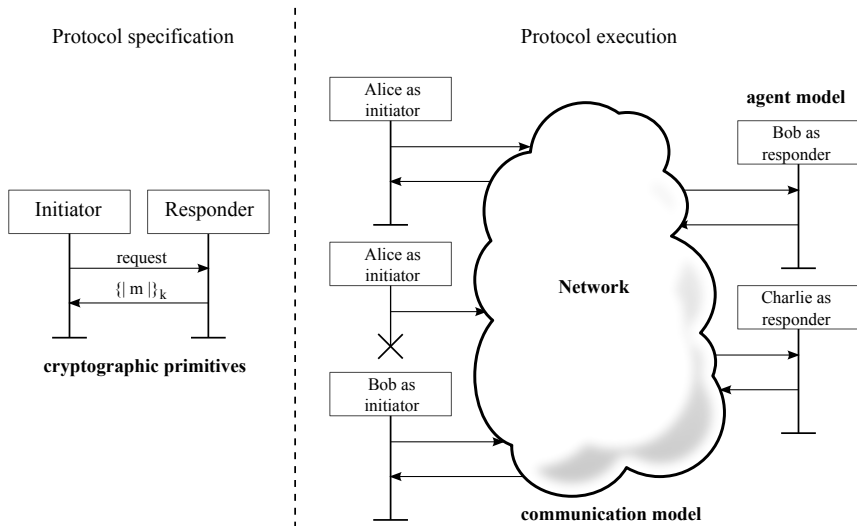 Protocol specification
Initiator
Responder
request
{| m |}k
cryptographic primitives
Protocol execution
Alice as
initiator
Alice as
initiator
Bob as
initiator
Network
agent model
Bob as
responder
Charlie as
responder
communication model